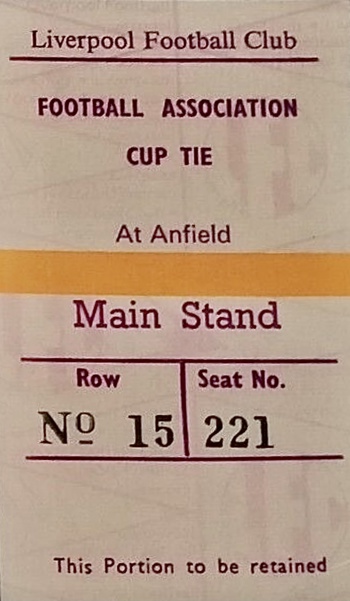 Liverpool Football Club
FOOTBALL ASSOCIATION
CUP TIE
At Anfield
Main Stand
Row Seat No.
Nº 15 221
This Portion to be retained